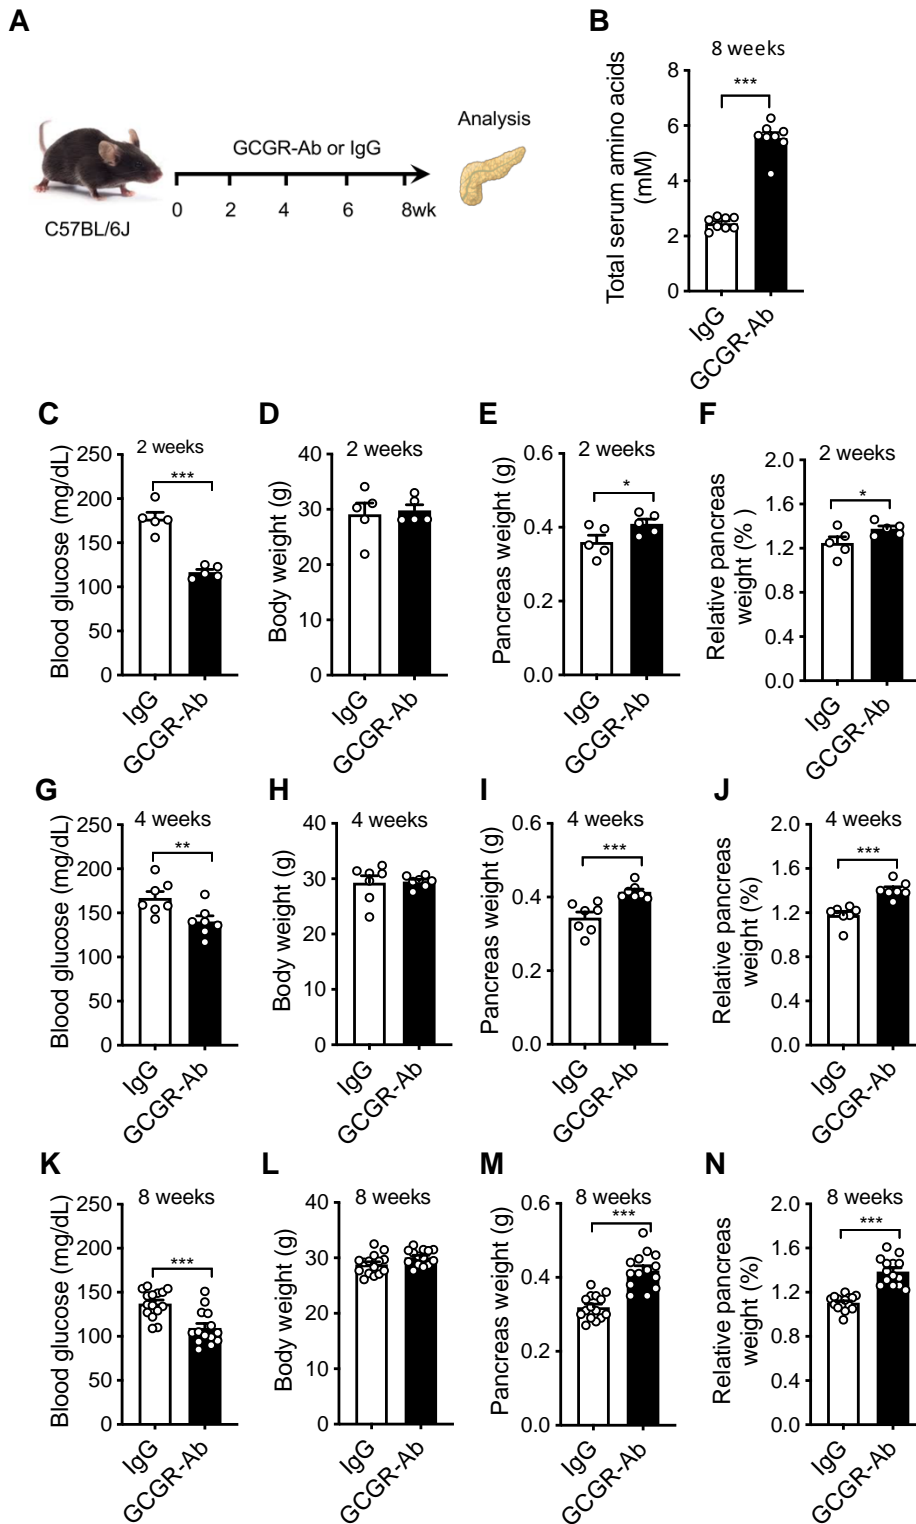 A
B
8 weeks
Total serum amino acids
(mM)
8
6
4
2
0
***
IgG
GCGR-Ab
GCGR-Ab or IgG
Analysis
0 2 4 6 8wk
C57BL/6J
C
2 weeks
Blood glucose (mg/dL)
250
200
150
100
50
0
***
IgG
GCGR-Ab
D
2 weeks
Body weight (g)
40
30
20
10
0
IgG
GCGR-Ab
E
2 weeks
Pancreas weight (g)
0.6
0.4
0.2
0.0
*
IgG
GCGR-Ab
F
2 weeks
Relative pancreas
weight (% )
2.0
1.6
1.2
0.4
0.0
*
IgG
GCGR-Ab
G
4 weeks
Blood glucose (mg/dL)
250
200
150
100
50
0
**
IgG
GCGR-Ab
H
4 weeks
Body weight (g)
40
30
20
10
0
IgG
GCGR-Ab
I
4 weeks
Pancreas weight (g)
0.6
0.4
0.2
0.0
***
IgG
GCGR-Ab
J
4 weeks
Relative pancreas
weight (%)
2.0
1.6
1.2
0.4
0.0
***
IgG
GCGR-Ab
K
8 weeks
Blood glucose (mg/dL)
250
200
150
100
50
0
***
IgG
GCGR-Ab
L
8 weeks
Body weight (g)
40
30
20
10
0
IgG
GCGR-Ab
M
8 weeks
Pancreas weight (g)
0.6
0.4
0.2
0.0
***
IgG
GCGR-Ab
N
8 weeks
Relative pancreas
weight (%)
2.0
1.6
1.2
0.4
0.0
***
IgG
GCGR-Ab